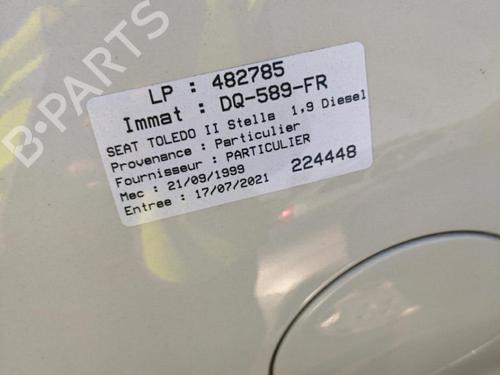 B-PARTS
LP : 482785
Immat : DQ-589-FR
SEAT TOLEDO II Stella 1,9 Diesel
Provenance : Particulier
Fournisseur : PARTICULIER
Mec : 21/09/1999 224448
Entree : 17/07/2021